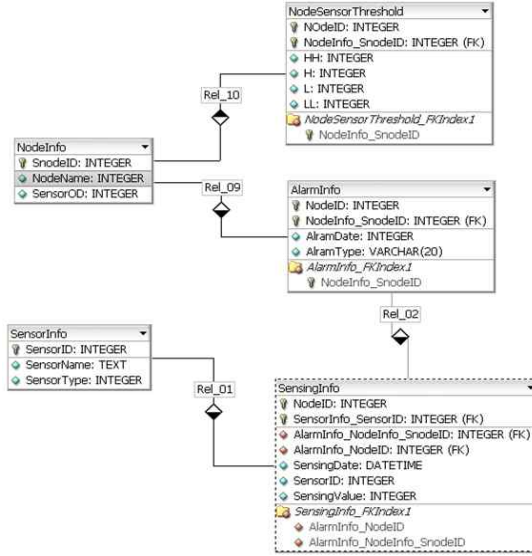 NodeSensorThreshold
NOdeID: INTEGER
NodeInfo_SnodeID: INTEGER (FK)
HH: INTEGER
H: INTEGER
L: INTEGER
LL: INTEGER
NodeSensorThreshold_FKIndex1
NodeInfo_SnodeID
Rel_10
NodeInfo
SnodeID: INTEGER
NodeName: INTEGER
SensorOD: INTEGER
Rel_09
AlarmInfo
NodeID: INTEGER
NodeInfo_SnodeID: INTEGER (FK)
AlramDate: INTEGER
AlramType: VARCHAR(20)
AlarmInfo_FKIndex1
NodeInfo_SnodeID
Rel_02
SensorInfo
SensorID: INTEGER
SensorName: TEXT
SensorType: INTEGER
Rel_01
SensingInfo
NodeID: INTEGER
SensorInfo_SensorID: INTEGER (FK)
AlarmInfo_NodeInfo_SnodeID: INTEGER (FK)
AlarmInfo_NodeID: INTEGER (FK)
SensingDate: DATETIME
SensorID: INTEGER
SensingValue: INTEGER
SensingInfo_FKIndex1
AlarmInfo_NodeID
AlarmInfo_NodeInfo_SnodeID